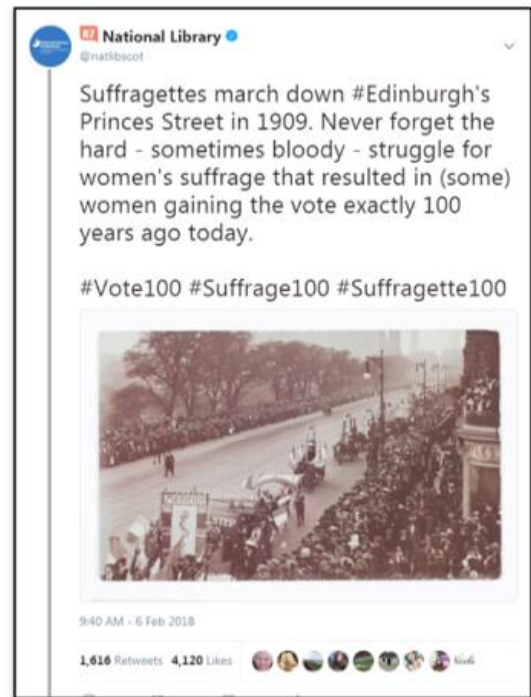 National Library
@natlibscot
Suffragettes march down #Edinburgh's
Princes Street in 1909. Never forget the
hard - sometimes bloody - struggle for
women's suffrage that resulted in (some)
women gaining the vote exactly 100
years ago today.
#Vote100 #Suffrage100 #Suffragette100
9:40 AM - 6 Feb 2018
1,616 Retweets 4,120 Likes